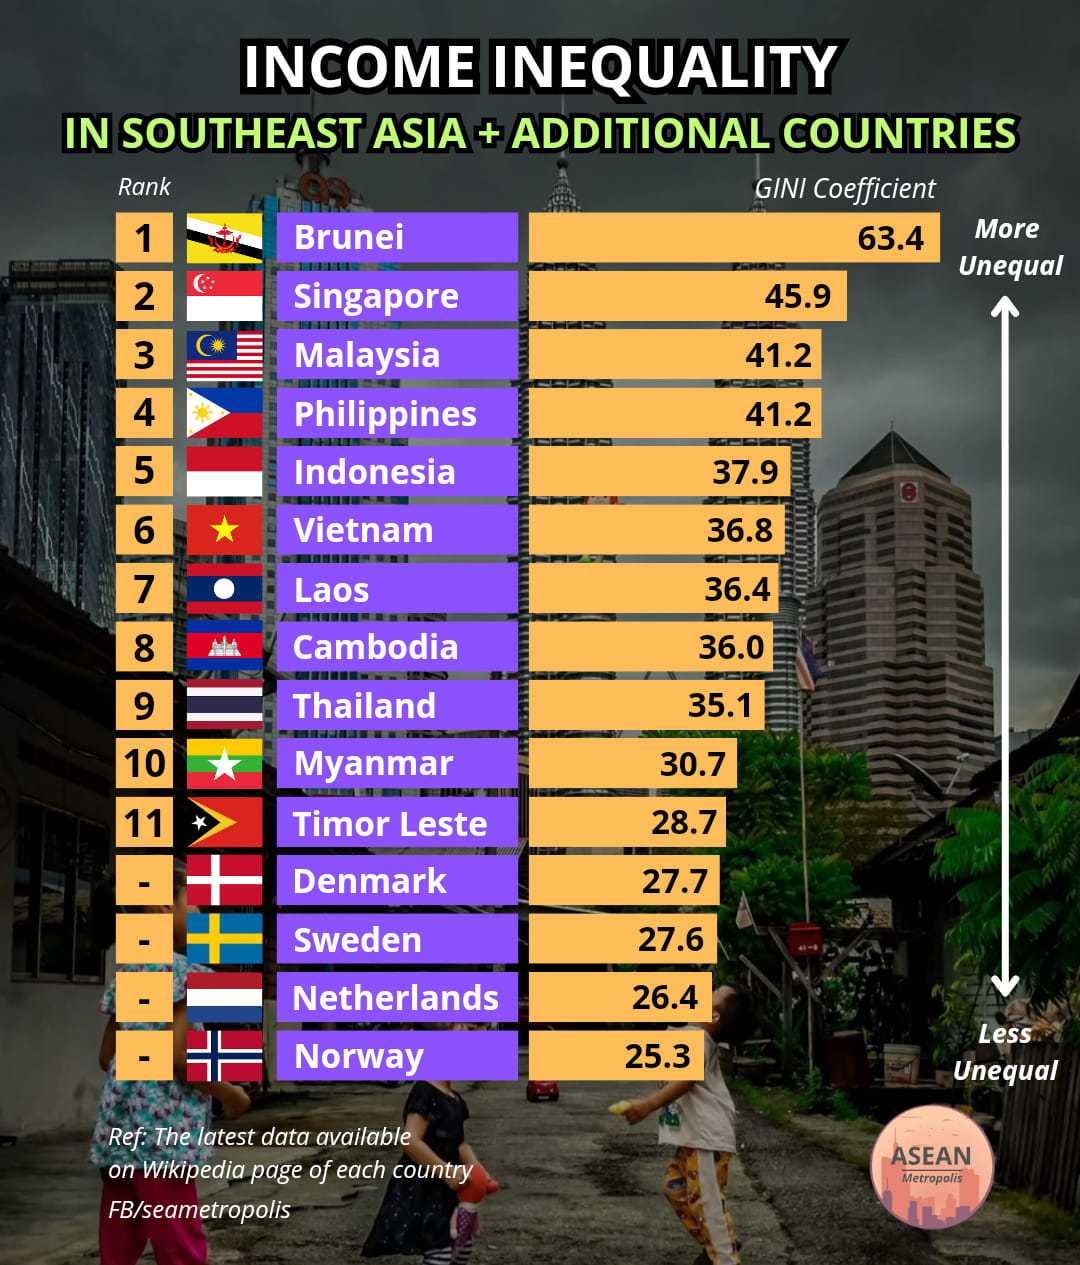 INCOME INEQUALITY
IN SOUTHEAST ASIA + ADDITIONAL COUNTRIES
Rank GINI Coefficient
1 Brunei 63.4
More
Unequal
2 Singapore 45.9
3 Malaysia 41.2
4 Philippines 41.2
5 Indonesia 37.9
6 Vietnam 36.8
7 Laos 36.4
8 Cambodia 36.0
9 Thailand 35.1
10 Myanmar 30.7
11 Timor Leste 28.7
- Denmark 27.7
- Sweden 27.6
- Netherlands 26.4
- Norway 25.3
Less
Unequal
Ref: The latest data available
on Wikipedia page of each country
FB/seametropolis
ASEAN
Metropolis